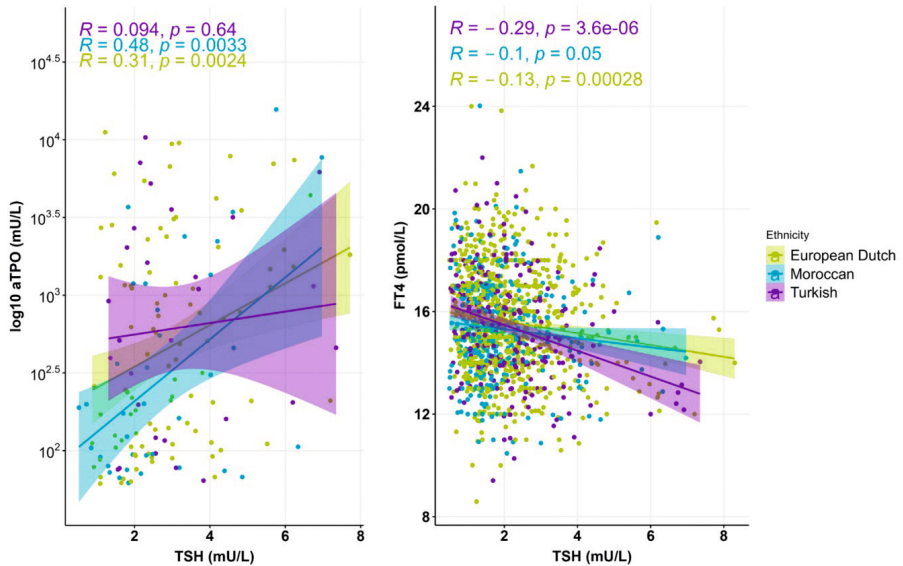 R = 0.094, p = 0.64
R = 0.48, p = 0.0033
R = 0.31, p = 0.0024
10^4.5
10^4
10^3.5
10^3
10^2.5
10^2
log10 aTPO (mU/L)
2 4 6 8
TSH (mU/L)
R = −0.29, p = 3.6e-06
R = −0.1, p = 0.05
R = −0.13, p = 0.00028
24
20
16
12
8
FT4 (pmol/L)
2 4 6 8
TSH (mU/L)
Ethnicity
a European Dutch
a Moroccan
a Turkish